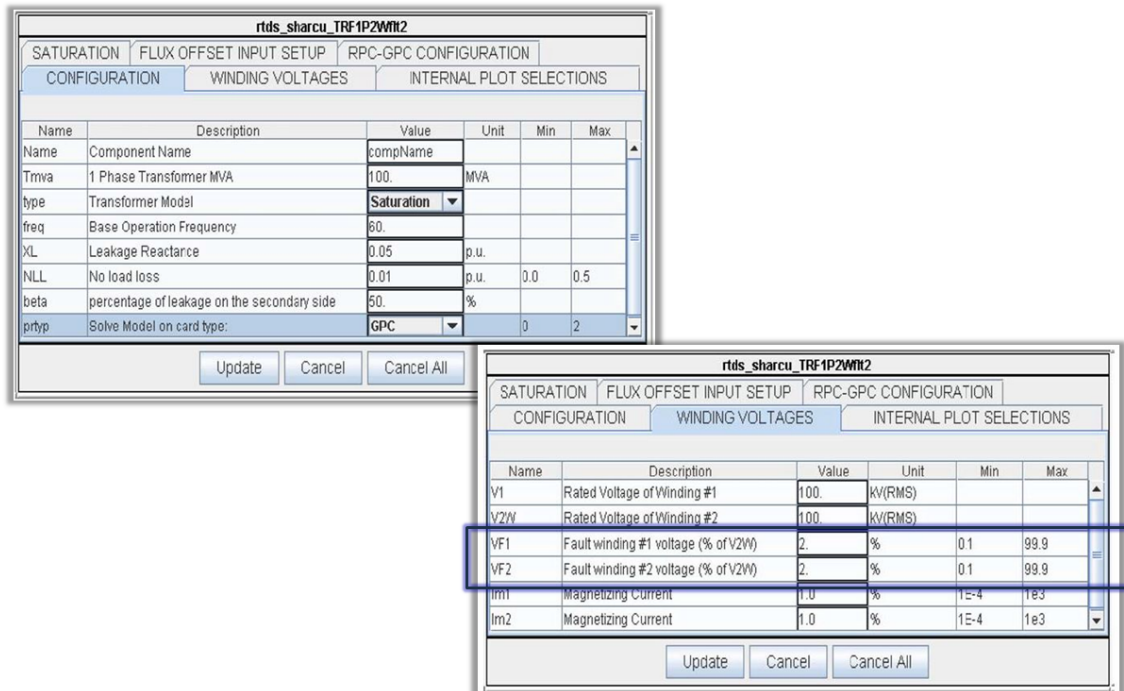 rtds_sharcu_TRF1P2Wflt2
SATURATION FLUX OFFSET INPUT SETUP RPC-GPC CONFIGURATION
CONFIGURATION WINDING VOLTAGES INTERNAL PLOT SELECTIONS
Name Description Value Unit Min Max
Name Component Name compName
Tmva 1 Phase Transformer MVA 100. MVA
type Transformer Model Saturation
freq Base Operation Frequency 60.
XL Leakage Reactance 0.05 p.u.
NLL No load loss 0.01 p.u. 0.0 0.5
beta percentage of leakage on the secondary side 50. %
prtyp Solve Model on card type: GPC 0 2
Update Cancel Cancel All
rtds_sharcu_TRF1P2Wflt2
SATURATION FLUX OFFSET INPUT SETUP RPC-GPC CONFIGURATION
CONFIGURATION WINDING VOLTAGES INTERNAL PLOT SELECTIONS
Name Description Value Unit Min Max
V1 Rated Voltage of Winding #1 100. kV(RMS)
V2W Rated Voltage of Winding #2 100. kV(RMS)
VF1 Fault winding #1 voltage (% of V2W) 2. % 0.1 99.9
VF2 Fault winding #2 voltage (% of V2W) 2. % 0.1 99.9
Im1 Magnetizing Current 1.0 % 1E-4 1e3
Im2 Magnetizing Current 1.0 % 1E-4 1e3
Update Cancel Cancel All